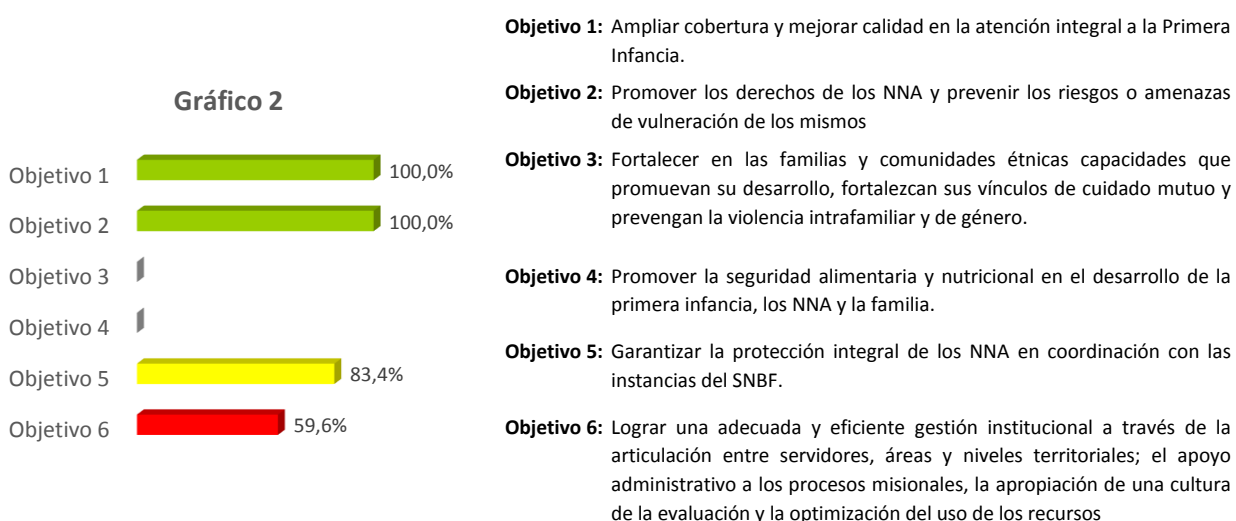 Gráfico 2
Objetivo 1 100,0%
Objetivo 2 100,0%
Objetivo 3
Objetivo 4
Objetivo 5 83,4%
Objetivo 6 59,6%
Objetivo 1: Ampliar cobertura y mejorar calidad en la atención integral a la Primera
Infancia.
Objetivo 2: Promover los derechos de los NNA y prevenir los riesgos o amenazas
de vulneración de los mismos
Objetivo 3: Fortalecer en las familias y comunidades étnicas capacidades que
promuevan su desarrollo, fortalezcan sus vínculos de cuidado mutuo y
prevengan la violencia intrafamiliar y de género.
Objetivo 4: Promover la seguridad alimentaria y nutricional en el desarrollo de la
primera infancia, los NNA y la familia.
Objetivo 5: Garantizar la protección integral de los NNA en coordinación con las
instancias del SNBF.
Objetivo 6: Lograr una adecuada y eficiente gestión institucional a través de la
articulación entre servidores, áreas y niveles territoriales; el apoyo
administrativo a los procesos misionales, la apropiación de una cultura
de la evaluación y la optimización del uso de los recursos